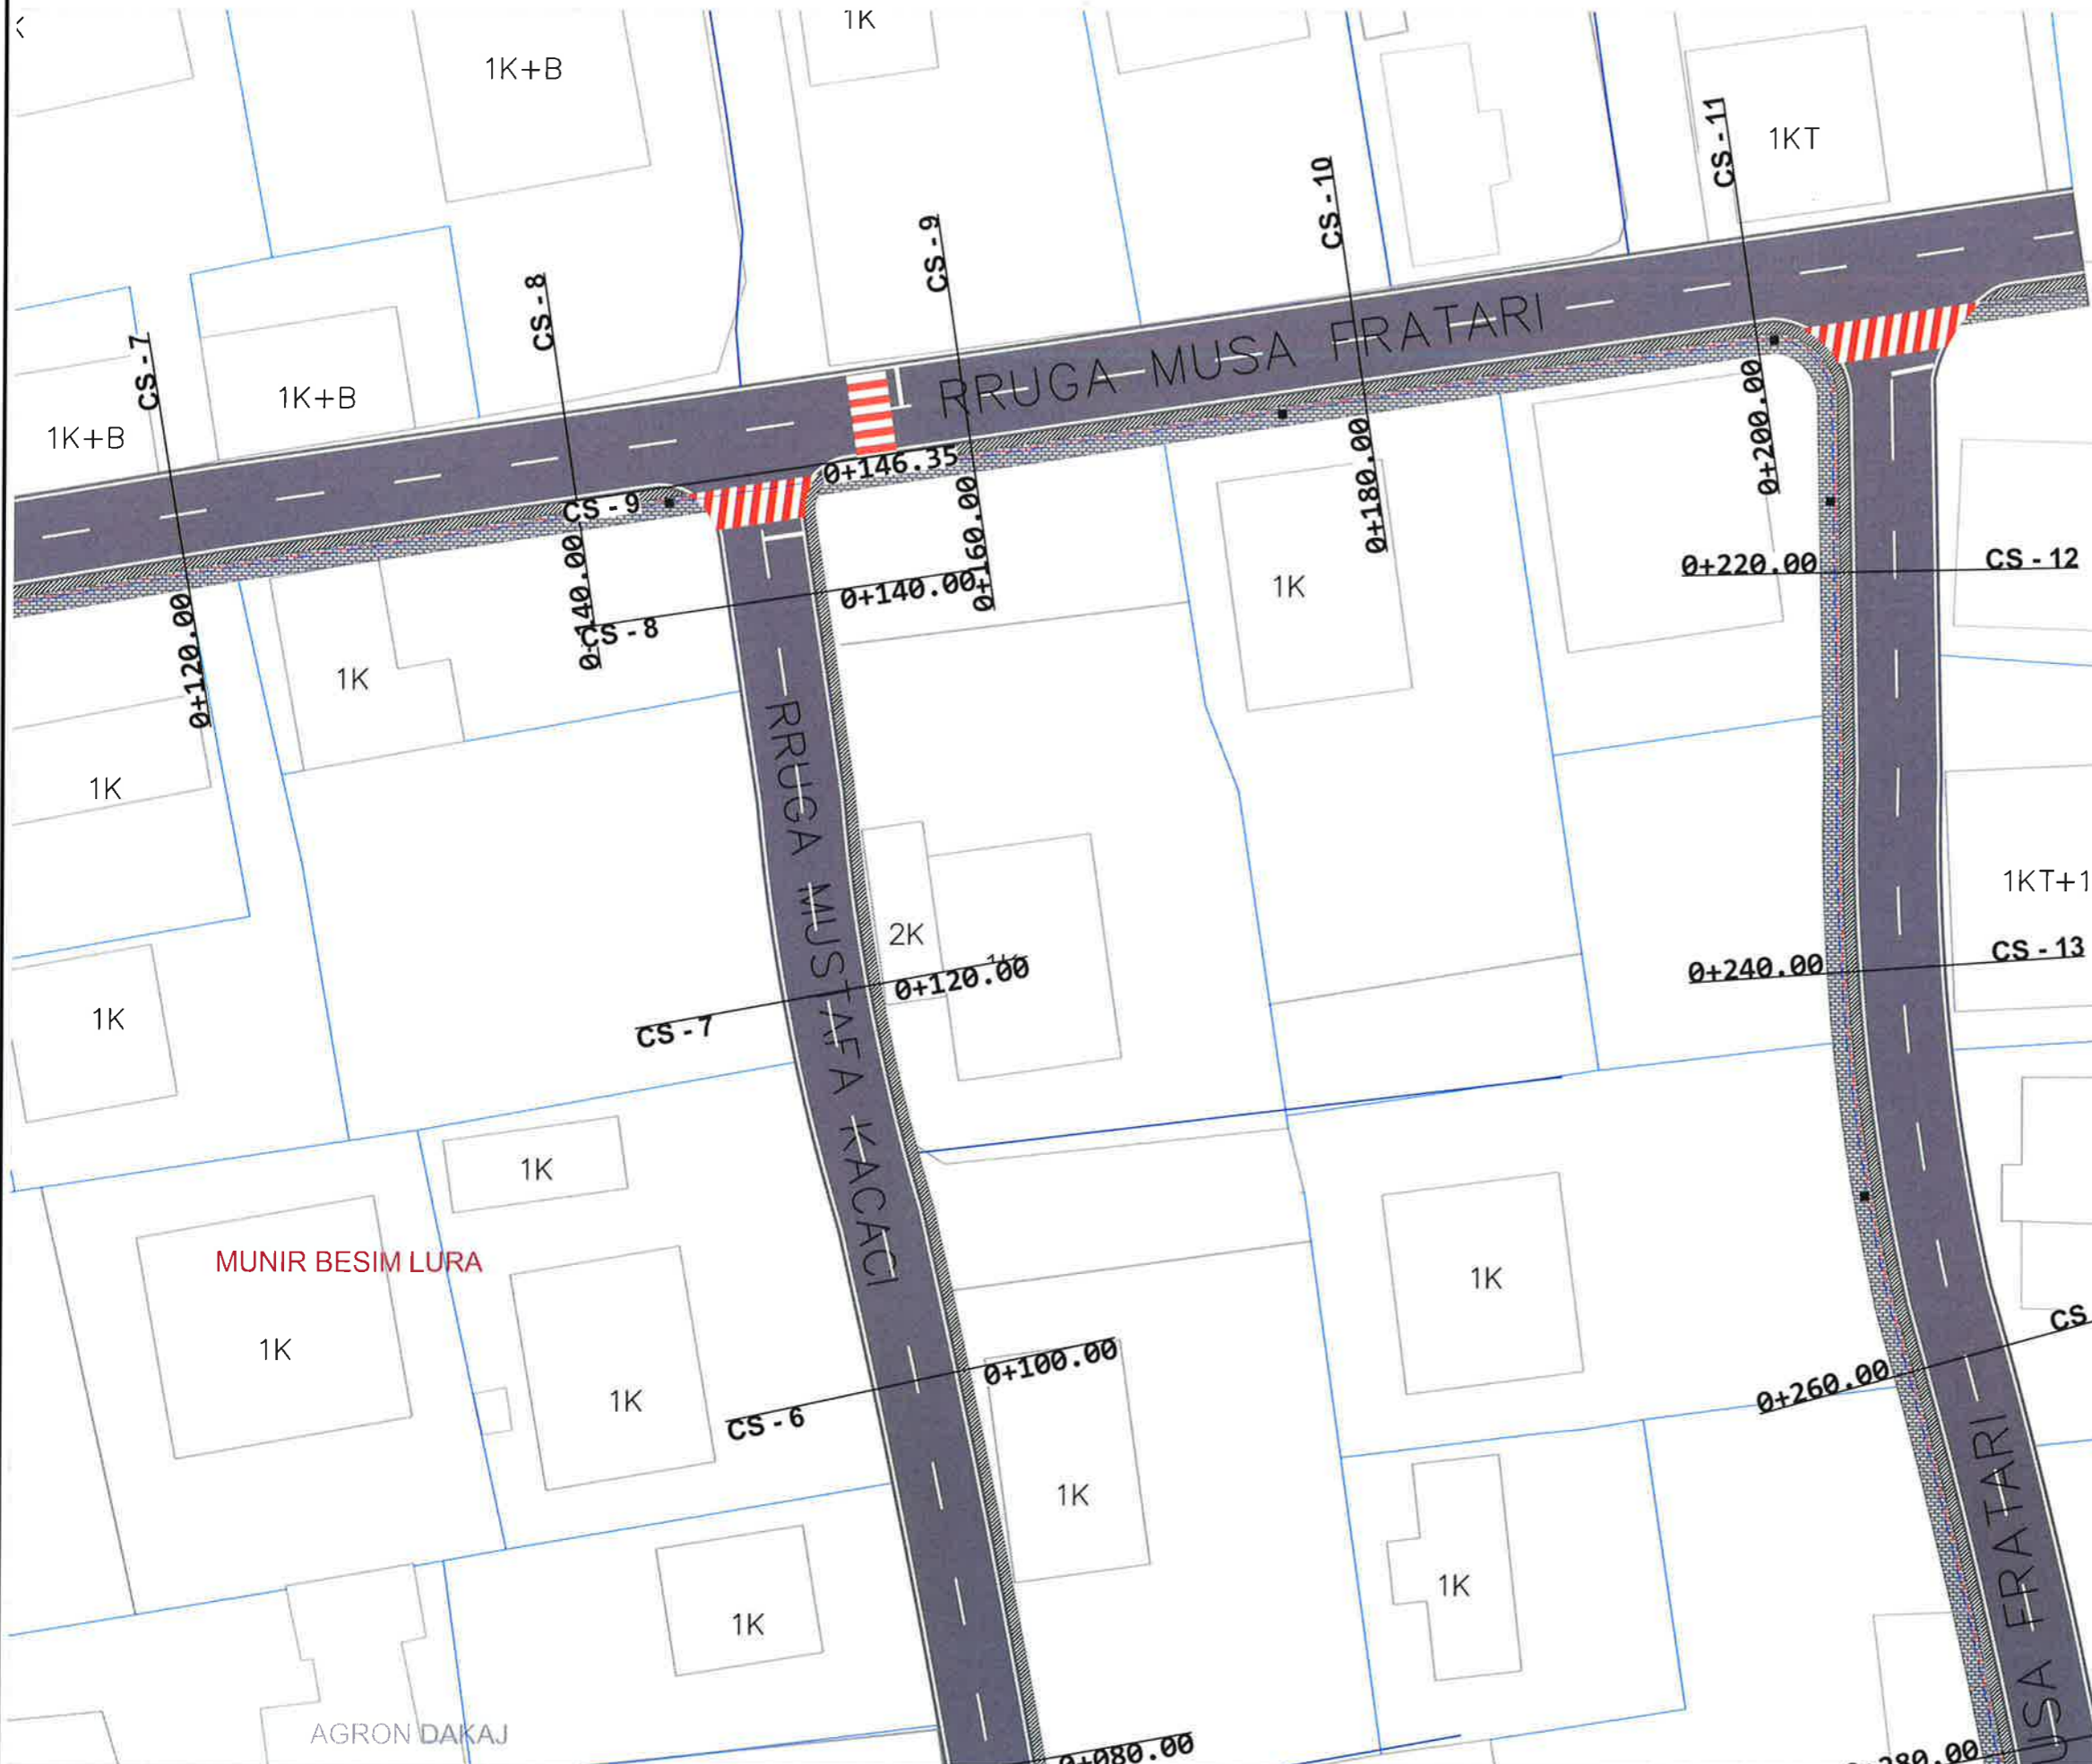 1K
1K+B
1KT
CS - 11
CS - 10
CS - 9
CS - 8
CS - 7
1K+B
1K+B
RRUGA MUSA FRATARI
0+146.35
CS - 9
0+120.00
0+140.00
0+160.00
0+180.00
0+200.00
0+140.00
CS - 8
0+220.00
CS - 12
1K
1K
1K
RRUGA MUSTAFA KACACI
2K
1KT+1
0+120.00
CS - 7
0+240.00
CS - 13
1K
1K
MUNIR BESIM LURA
1K
1K
1K
0+100.00
CS - 6
0+260.00
CS
1K
1K
1K
AGRON DAKAJ
USA FRATARI
0+080.00
280.00